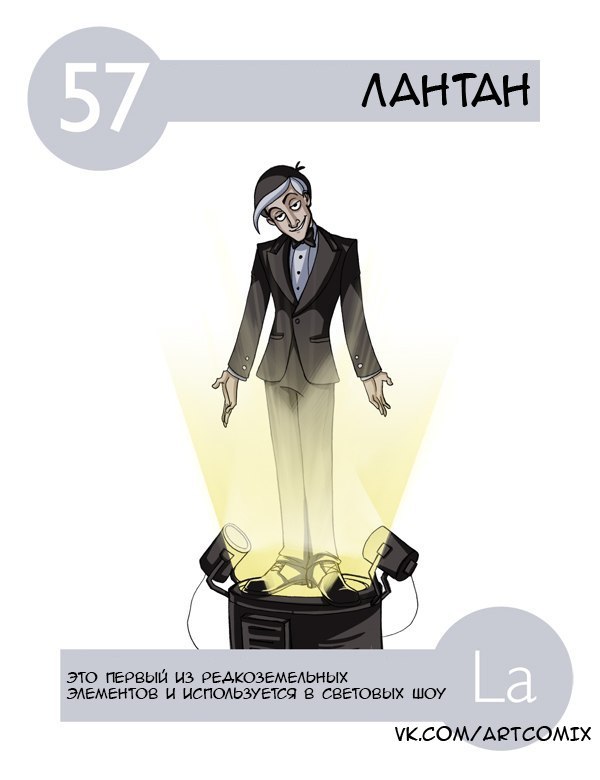 57
ЛАНТАН
ЭТО ПЕРВЫЙ ИЗ РЕДКОЗЕМЕЛЬНЫХ
ЭЛЕМЕНТОВ И ИСПОЛЬЗУЕТСЯ В СВЕТОВЫХ ШОУ
La
VK.COM/ARTCOMIX